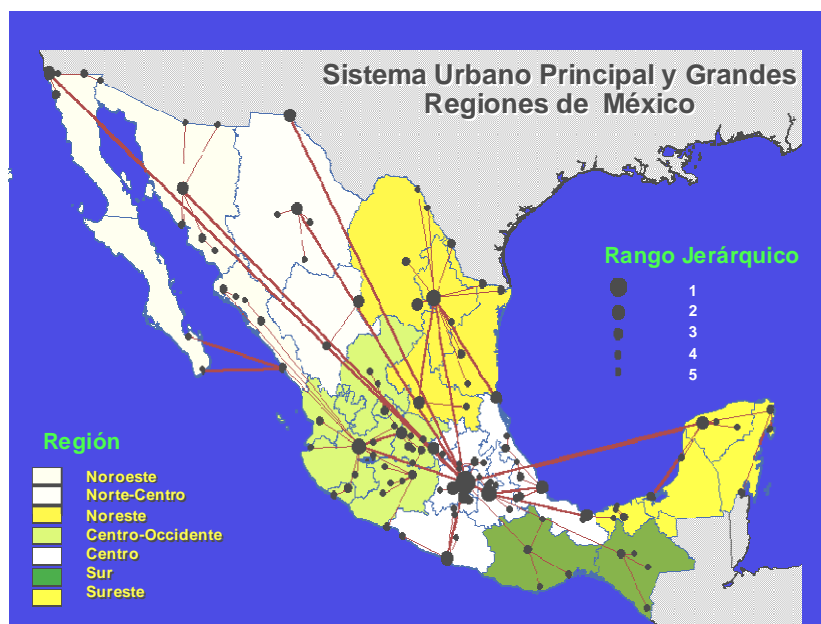 Sistema Urbano Principal y Grandes
Regiones de México
Rango Jerárquico
1
2
3
4
5
Región
Noroeste
Norte-Centro
Noreste
Centro-Occidente
Centro
Sur
Sureste